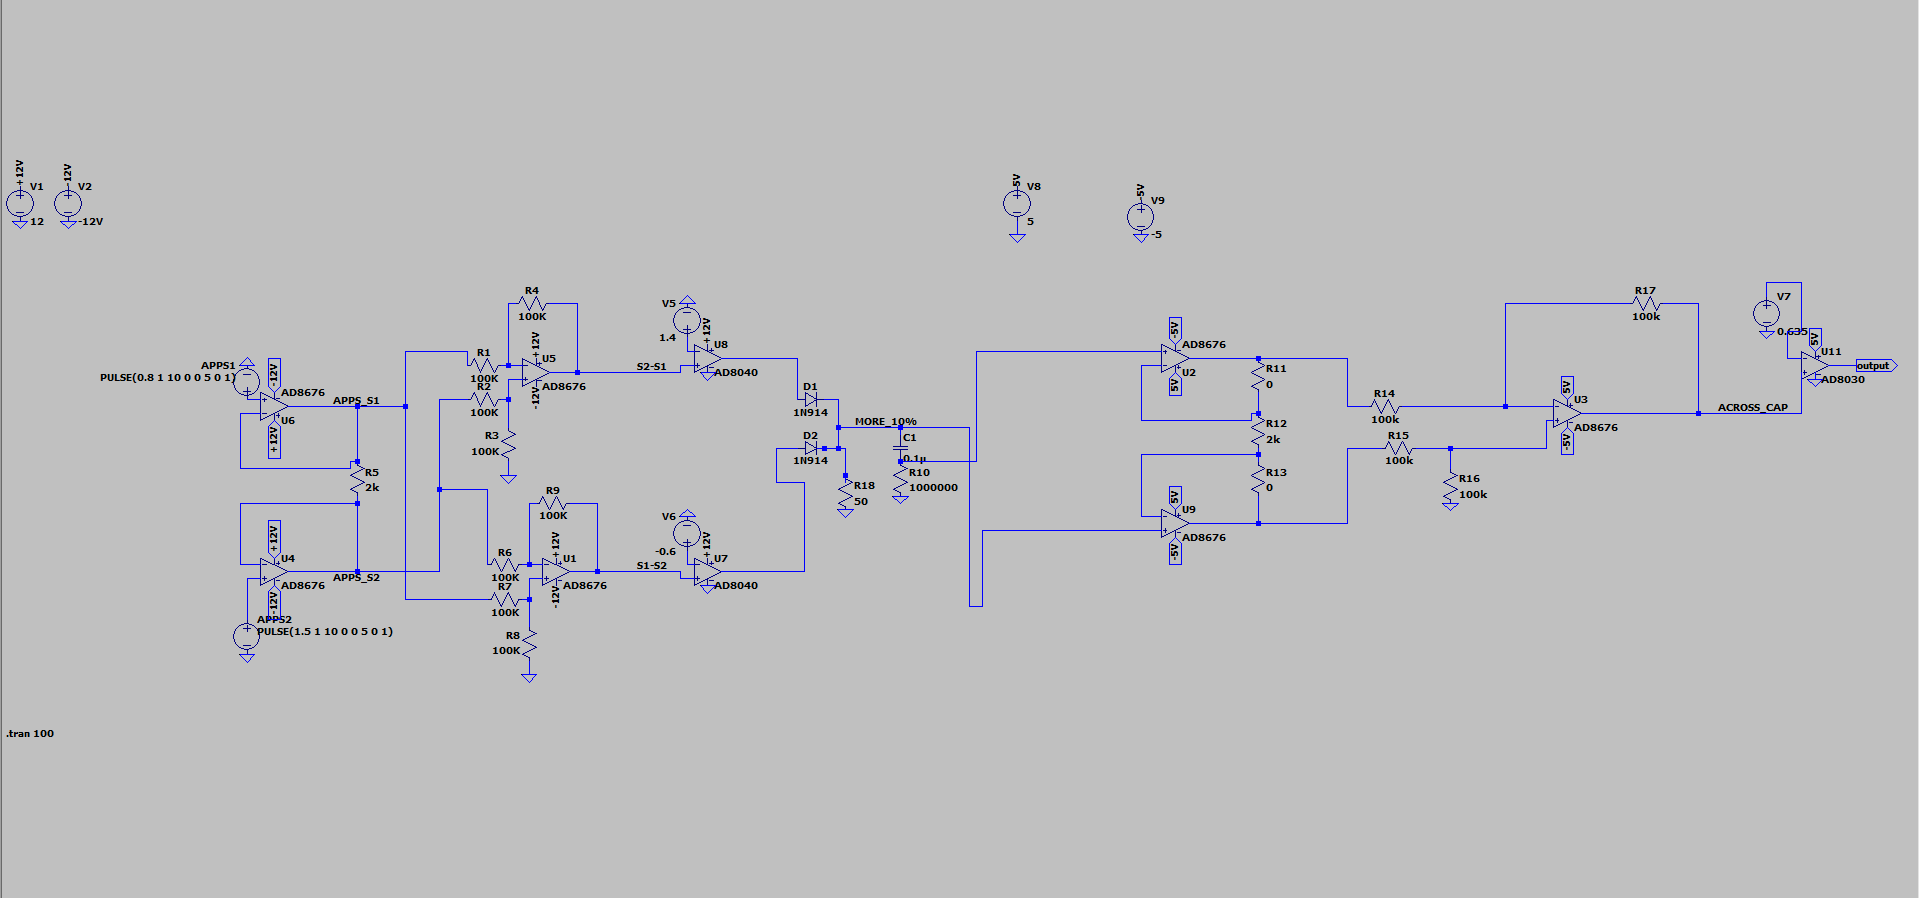 +12V
V1
12
-12V
V2
-12V
5V
V8
5
-5V
V9
-5
APPS1
PULSE(0.8 1 10 0 0 5 0 1)
-12V
AD8676
U6
+12V
APPS_S1
R5
2k
+12V
U4
AD8676
-12V
APPS_S2
APPS2
PULSE(1.5 1 10 0 0 5 0 1)
R4
100K
R1
100K
R2
100K
R3
100K
+12V
U5
AD8676
-12V
S2-S1
R9
100K
R6
100K
R7
100K
R8
100K
+12V
U1
AD8676
-12V
S1-S2
V5
1.4
+12V
U8
AD8040
V6
-0.6
+12V
U7
AD8040
D1
1N914
D2
1N914
MORE_10%
C1
0.1µ
R10
1000000
R18
50
-5V
AD8676
U2
5V
5V
U9
AD8676
-5V
R11
0
R12
2k
R13
0
R14
100k
R15
100k
R16
100k
R17
100k
5V
U3
AD8676
-5V
ACROSS_CAP
V7
0.635
5V
U11
AD8030
output
.tran 100